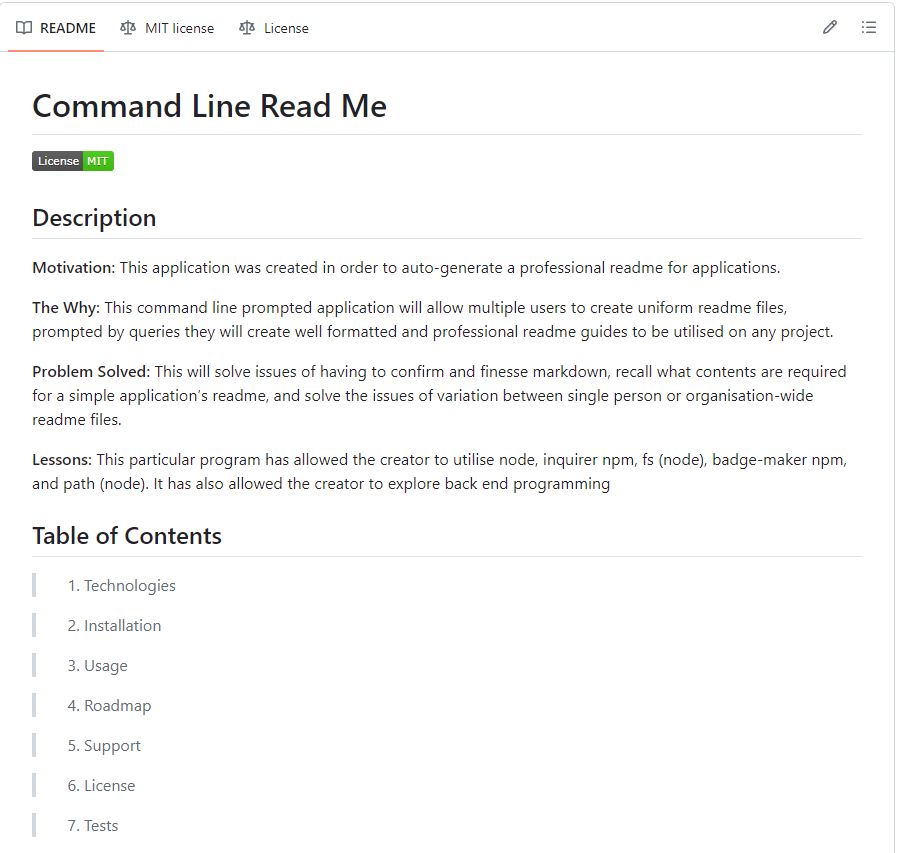 README MIT license License
Command Line Read Me
License MIT
Description
Motivation: This application was created in order to auto-generate a professional readme for applications.
The Why: This command line prompted application will allow multiple users to create uniform readme files,
prompted by queries they will create well formatted and professional readme guides to be utilised on any project.
Problem Solved: This will solve issues of having to confirm and finesse markdown, recall what contents are required
for a simple application's readme, and solve the issues of variation between single person or organisation-wide
readme files.
Lessons: This particular program has allowed the creator to utilise node, inquirer npm, fs (node), badge-maker npm,
and path (node). It has also allowed the creator to explore back end programming
Table of Contents
1. Technologies
2. Installation
3. Usage
4. Roadmap
5. Support
6. License
7. Tests